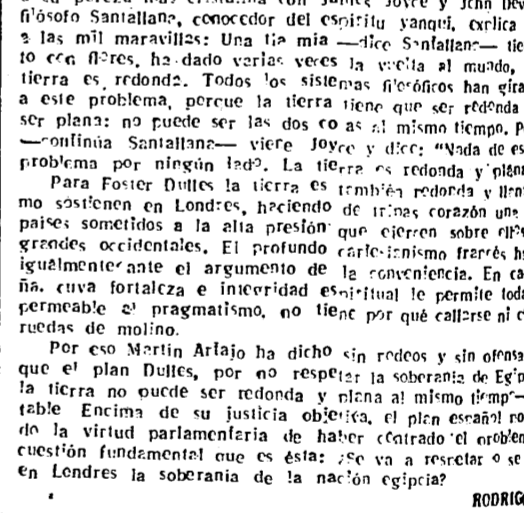 con James Joyce y John Dew
filósofo Santallana, conocedor del espíritu yanqui, explica
a las mil maravillas: Una tía mía —dice Santallana— tie
to con flores, ha dado varias veces la vuelta al mundo,
tierra es redonda. Todos los sistemas filosóficos han gira
a este problema, porque la tierra tiene que ser redonda
ser plana: no puede ser las dos cosas al mismo tiempo. P
—continúa Santallana— viene Joyce y dice: "Nada de es
problema por ningún lado. La tierra es redonda y plana
Para Foster Dulles la tierra es también redonda y
mo sostienen en Londres, haciendo de corazón una
países sometidos a la alta presión que ejercen sobre ellos
grandes occidentales. El profundo cartesianismo francés h
igualmente ante el argumento de la conveniencia. En
ña, cuya fortaleza e integridad espiritual le permite toda
permeable al pragmatismo, no tiene por qué callarse ni c
ruedas de molino.
Por eso Martin Artajo ha dicho sin rodeos y sin ofensa
que el plan Dulles, por no respetar la soberanía de Egip
la tierra no puede ser redonda y plana al mismo tiempo—
table Encima de su justicia objetiva, el plan español
do la virtud parlamentaria de haber centrado el problem
cuestión fundamental que es ésta: ¿Se va a respetar o se
en Londres la soberanía de la nación egipcia?
RODRIG